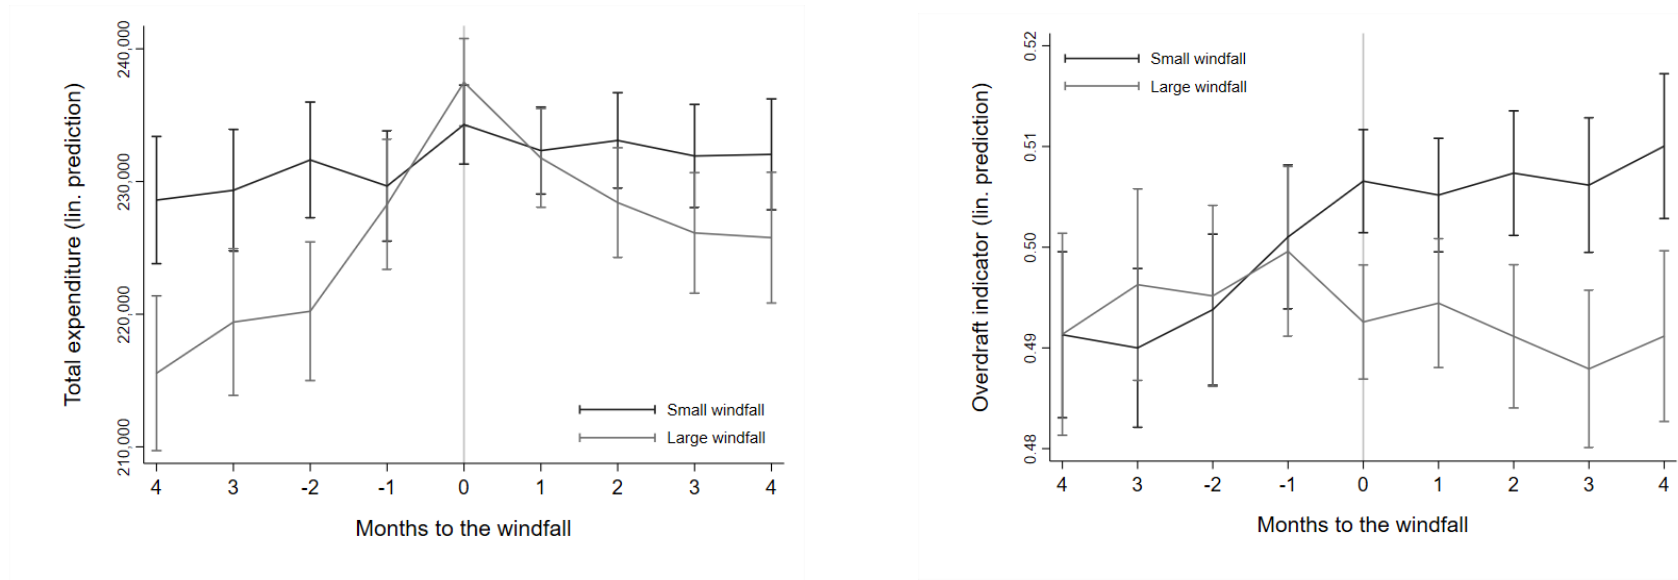 Total expenditure (lin. prediction)
240,000
230,000
220,000
210,000
Small windfall
Large windfall
4 3 -2 -1 0 1 2 3 4
Months to the windfall
Overdraft indicator (lin. prediction)
0.52
0.51
0.50
0.49
0.48
Small windfall
Large windfall
4 3 -2 -1 0 1 2 3 4
Months to the windfall